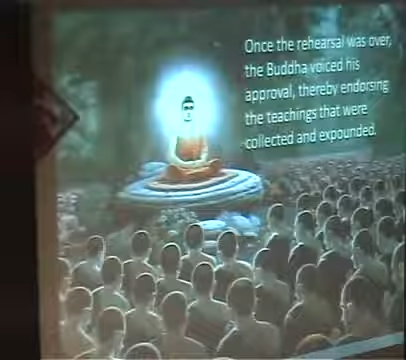 Once the rehearsal was over,
the Buddha voiced his
approval, thereby endorsing
the teachings that were
collected and expounded.